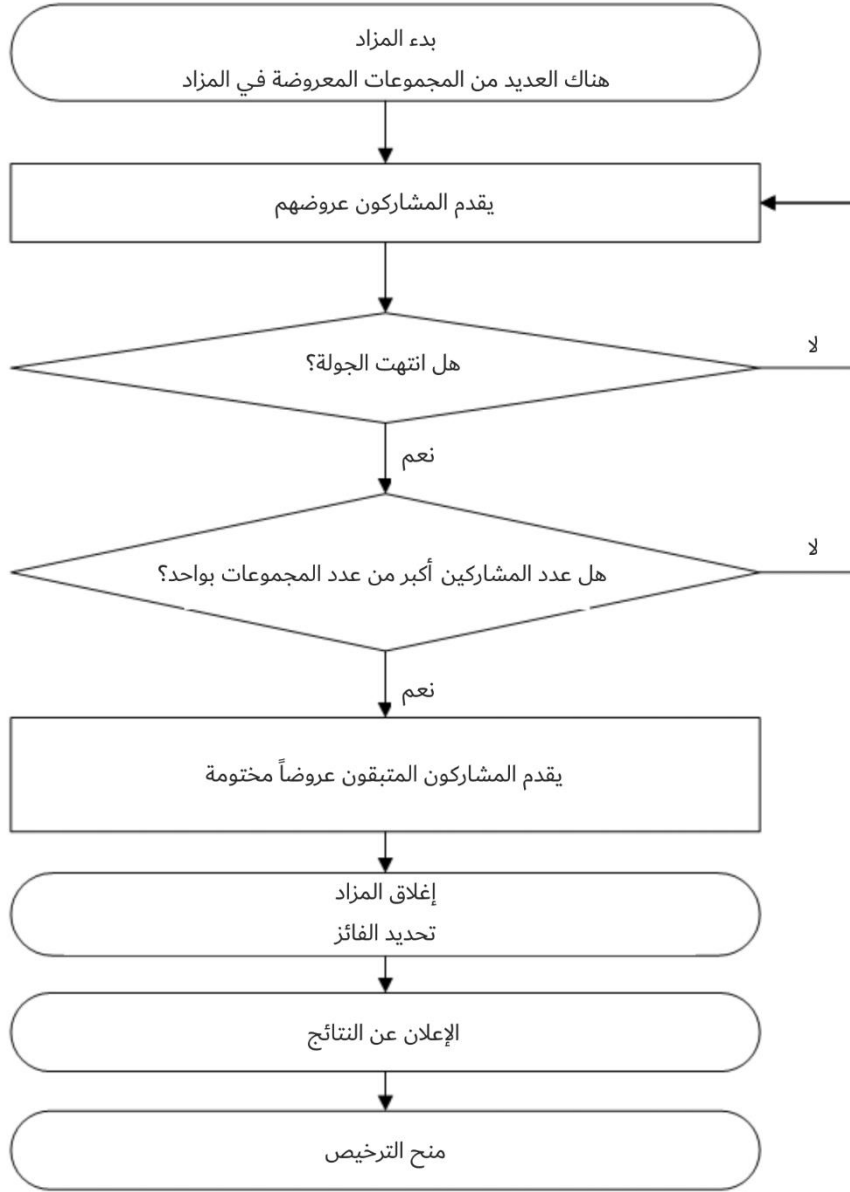 بدء المزاد
هناك العديد من المجموعات المعروضة في المزاد
يقدم المشاركون عروضهم
هل انتهت الجولة؟
لا
نعم
هل عدد المشاركين أكبر من عدد المجموعات بواحد؟
لا
نعم
يقدم المشاركون المتبقون عروضاً مختومة
إغلاق المزاد
تحديد الفائز
الإعلان عن النتائج
منح الترخيص